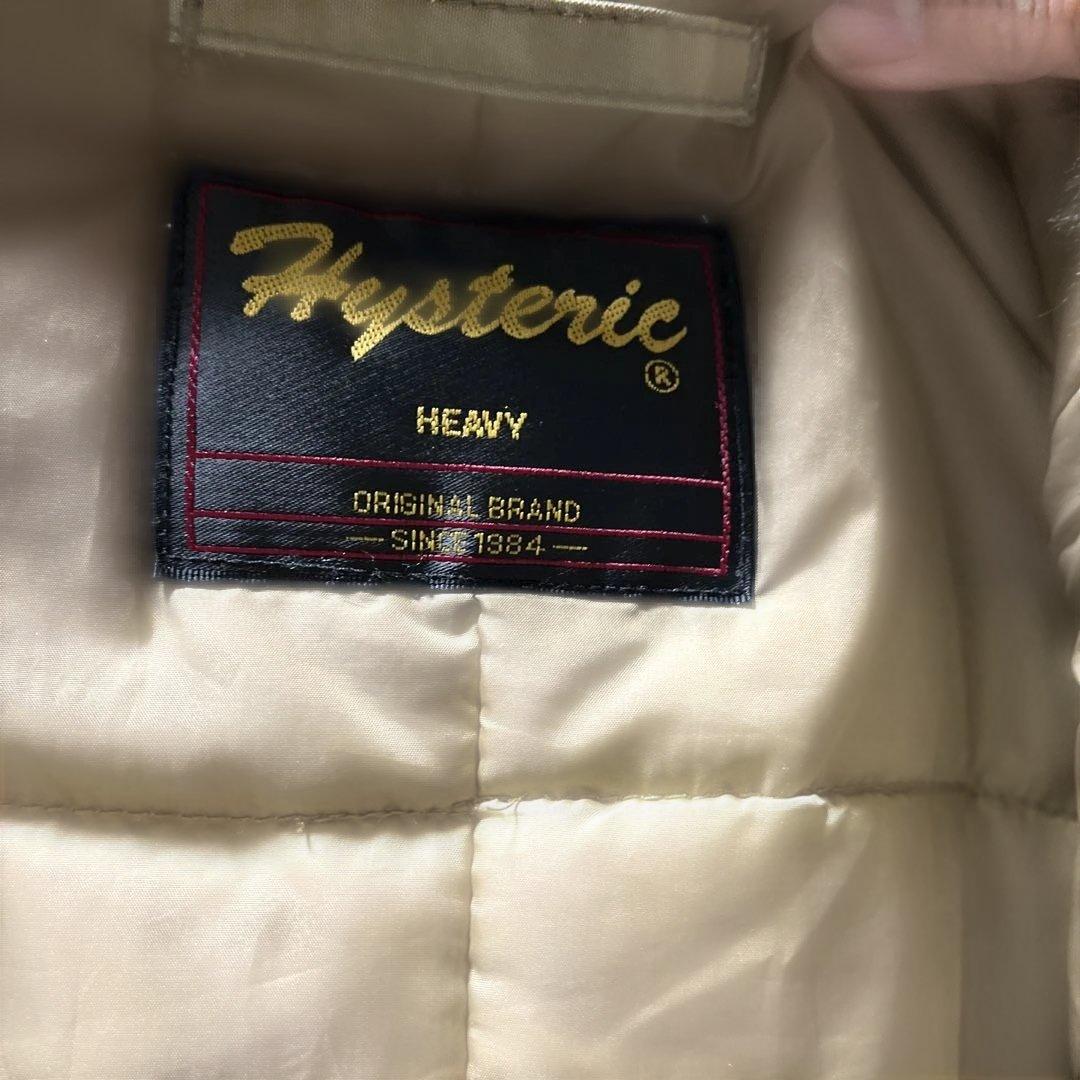 Hysteric
®
HEAVY
ORIGINAL BRAND
— SINCE 1984 —